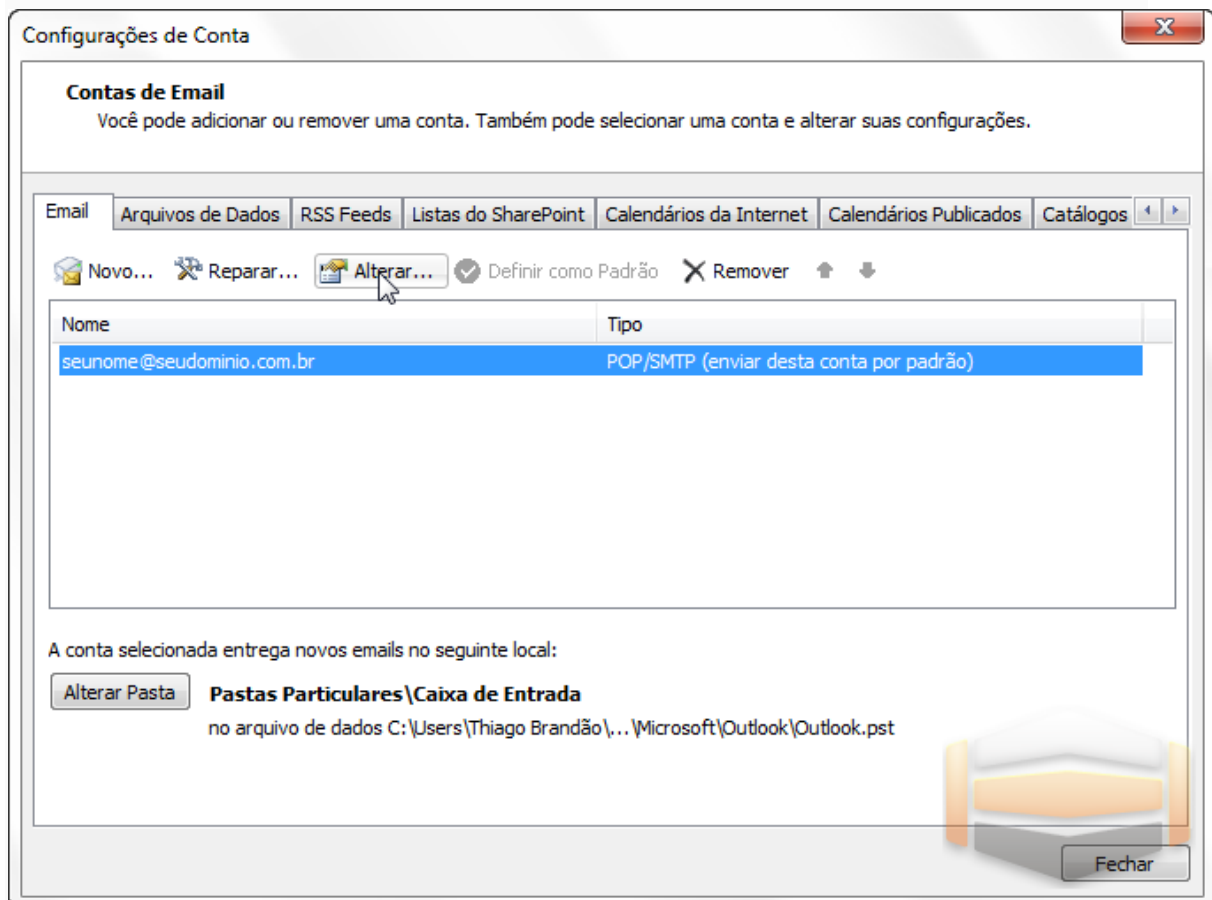 Configurações de Conta
Contas de Email
Você pode adicionar ou remover uma conta. Também pode selecionar uma conta e alterar suas configurações.
Email Arquivos de Dados RSS Feeds Listas do SharePoint Calendários da Internet Calendários Publicados Catálogos
Novo... Reparar... Alterar... Definir como Padrão Remover
Nome Tipo
seunome@seudominio.com.br POP/SMTP (enviar desta conta por padrão)
A conta selecionada entrega novos emails no seguinte local:
Alterar Pasta Pastas Particulares\Caixa de Entrada
no arquivo de dados C:\Users\Thiago Brandão\...\Microsoft\Outlook\Outlook.pst
Fechar